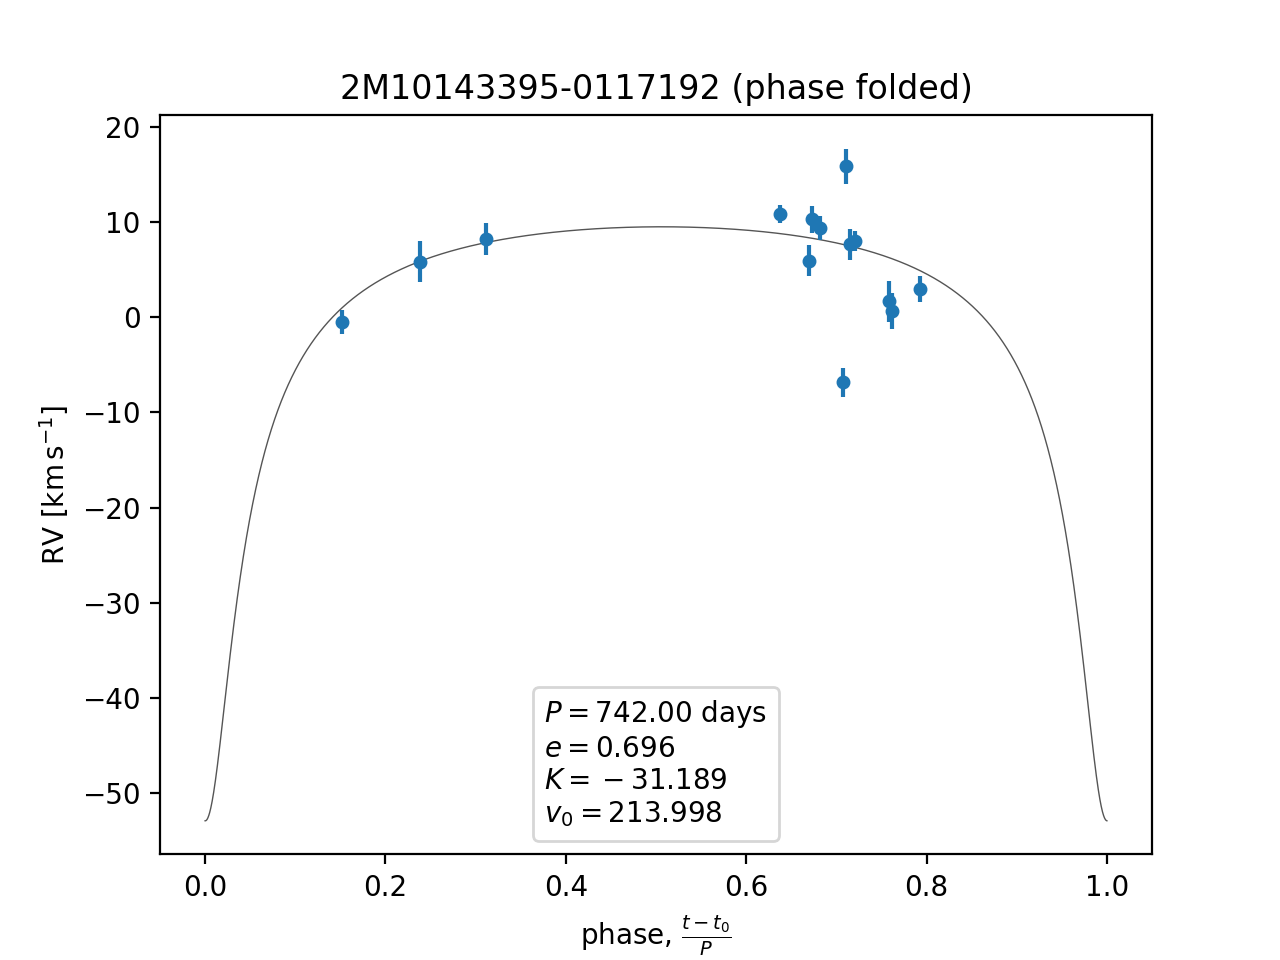 2M10143395-0117192 (phase folded)
20
10
0
−10
−20
−30
−40
−50
RV [km s⁻¹]
P = 742.00 days
e = 0.696
K = −31.189
v₀ = 213.998
0.0 0.2 0.4 0.6 0.8 1.0
phase, (t − t₀)/P